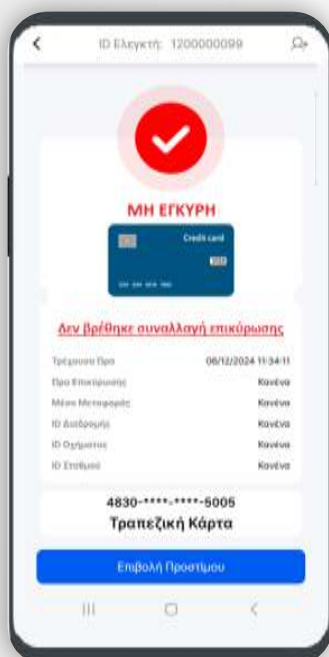 ID Ελεγκτή: 1200000099
ΜΗ ΕΓΚΥΡΗ
Credit card
Δεν βρέθηκε συναλλαγή επικύρωσης
Τρέχουσα Ώρα 06/12/2024 11:34:11
Ώρα Επικύρωσης Κανένα
Μέσο Μεταφοράς Κανένα
ID Διαδρομής Κανένα
ID Οχήματος Κανένα
ID Σταθμού Κανένα
4830-****-****-5005
Τραπεζική Κάρτα
Επιβολή Προστίμου